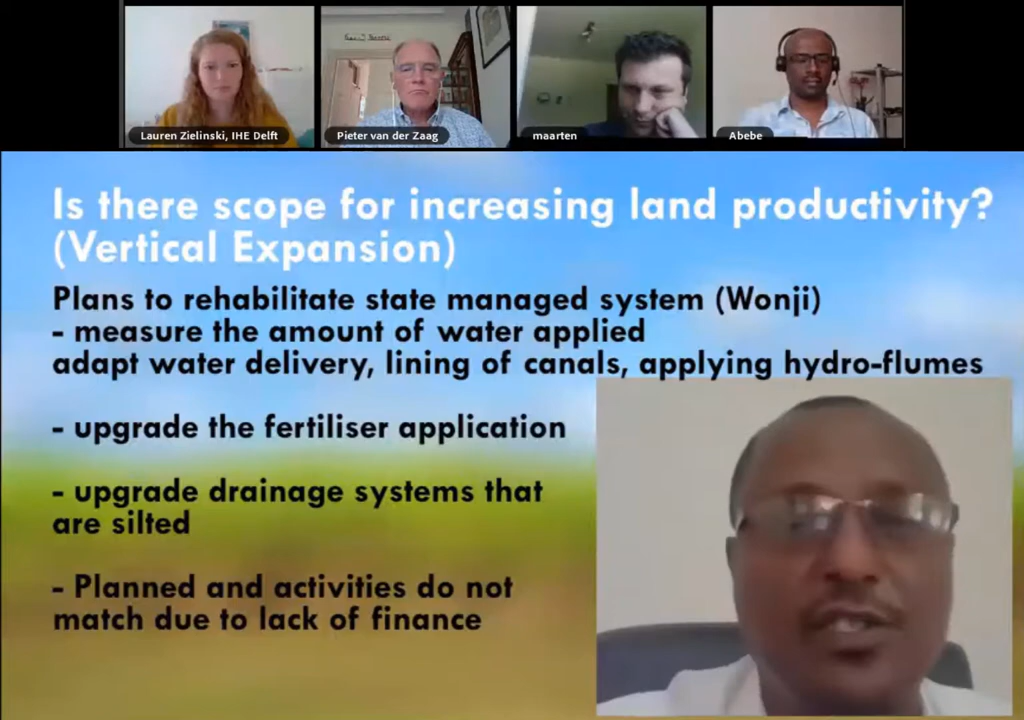 Lauren Zielinski, IHE Delft
Pieter van der Zaag
maarten
Abebe
Is there scope for increasing land productivity?
(Vertical Expansion)
Plans to rehabilitate state managed system (Wonji)
- measure the amount of water applied
adapt water delivery, lining of canals, applying hydro-flumes
- upgrade the fertiliser application
- upgrade drainage systems that
are silted
- Planned and activities do not
match due to lack of finance